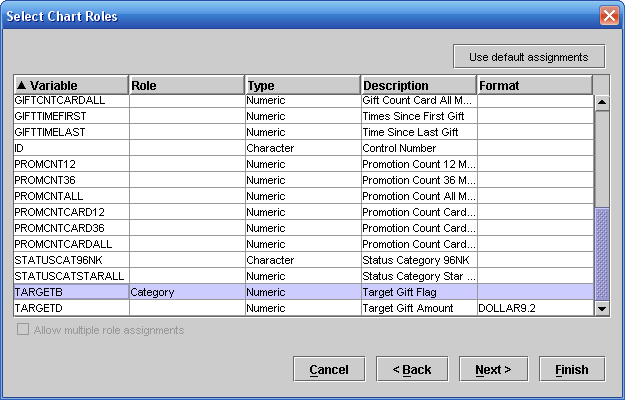 Select Chart Roles
Use default assignments
Variable Role Type Description Format
GIFTCNTCARDALL Numeric Gift Count Card All M...
GIFTTIMEFIRST Numeric Times Since First Gift
GIFTTIMELAST Numeric Time Since Last Gift
ID Character Control Number
PROMCNT12 Numeric Promotion Count 12 M...
PROMCNT36 Numeric Promotion Count 36 M...
PROMCNTALL Numeric Promotion Count All M...
PROMCNTCARD12 Numeric Promotion Count Card...
PROMCNTCARD36 Numeric Promotion Count Card...
PROMCNTCARDALL Numeric Promotion Count Card...
STATUSCAT96NK Character Status Category 96NK
STATUSCATSTARALL Numeric Status Category Star ...
TARGETB Category Numeric Target Gift Flag
TARGETD Numeric Target Gift Amount DOLLAR9.2
Allow multiple role assignments
Cancel < Back Next > Finish